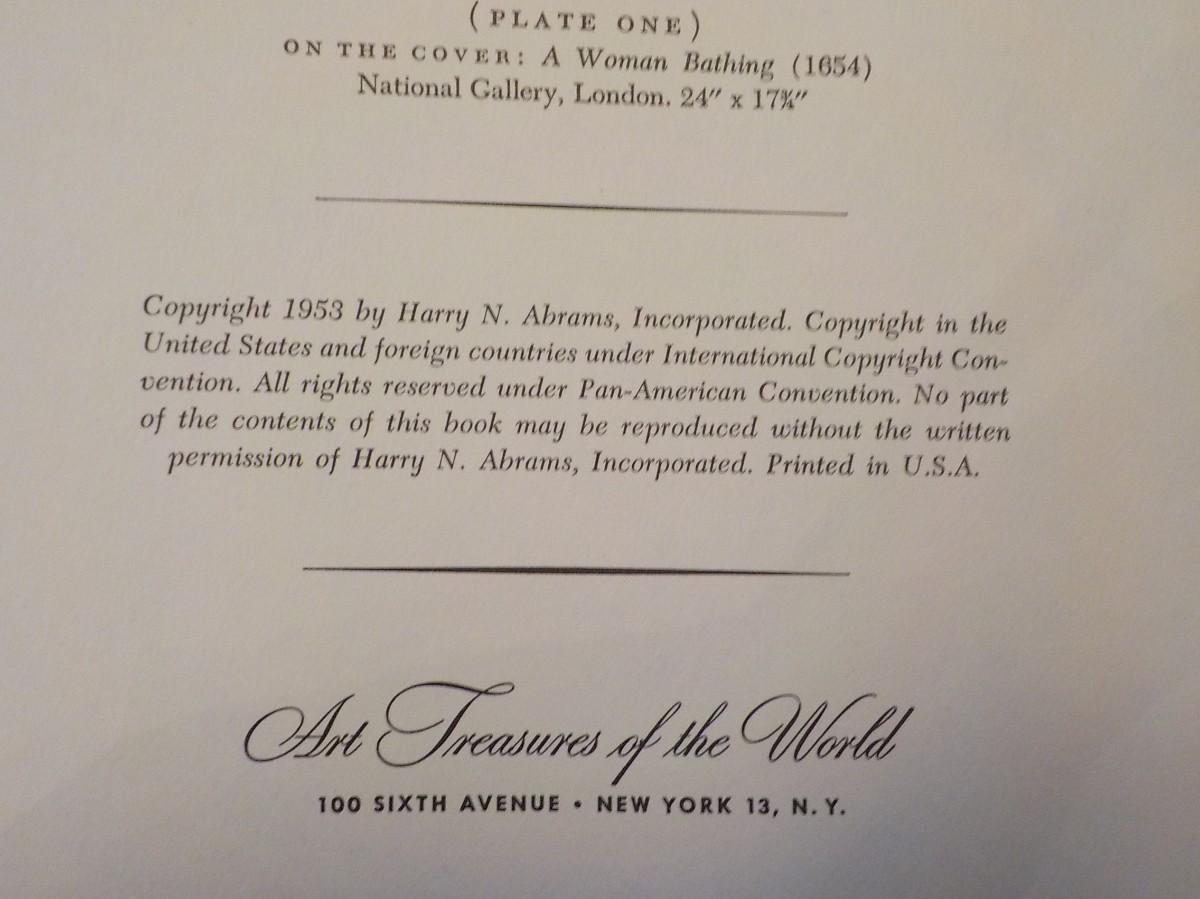 (PLATE ONE)
ON THE COVER: A Woman Bathing (1654)
National Gallery, London. 24″ x 17¾″
Copyright 1953 by Harry N. Abrams, Incorporated. Copyright in the
United States and foreign countries under International Copyright Con-
vention. All rights reserved under Pan-American Convention. No part
of the contents of this book may be reproduced without the written
permission of Harry N. Abrams, Incorporated. Printed in U.S.A.
Art Treasures of the World
100 SIXTH AVENUE • NEW YORK 13, N. Y.